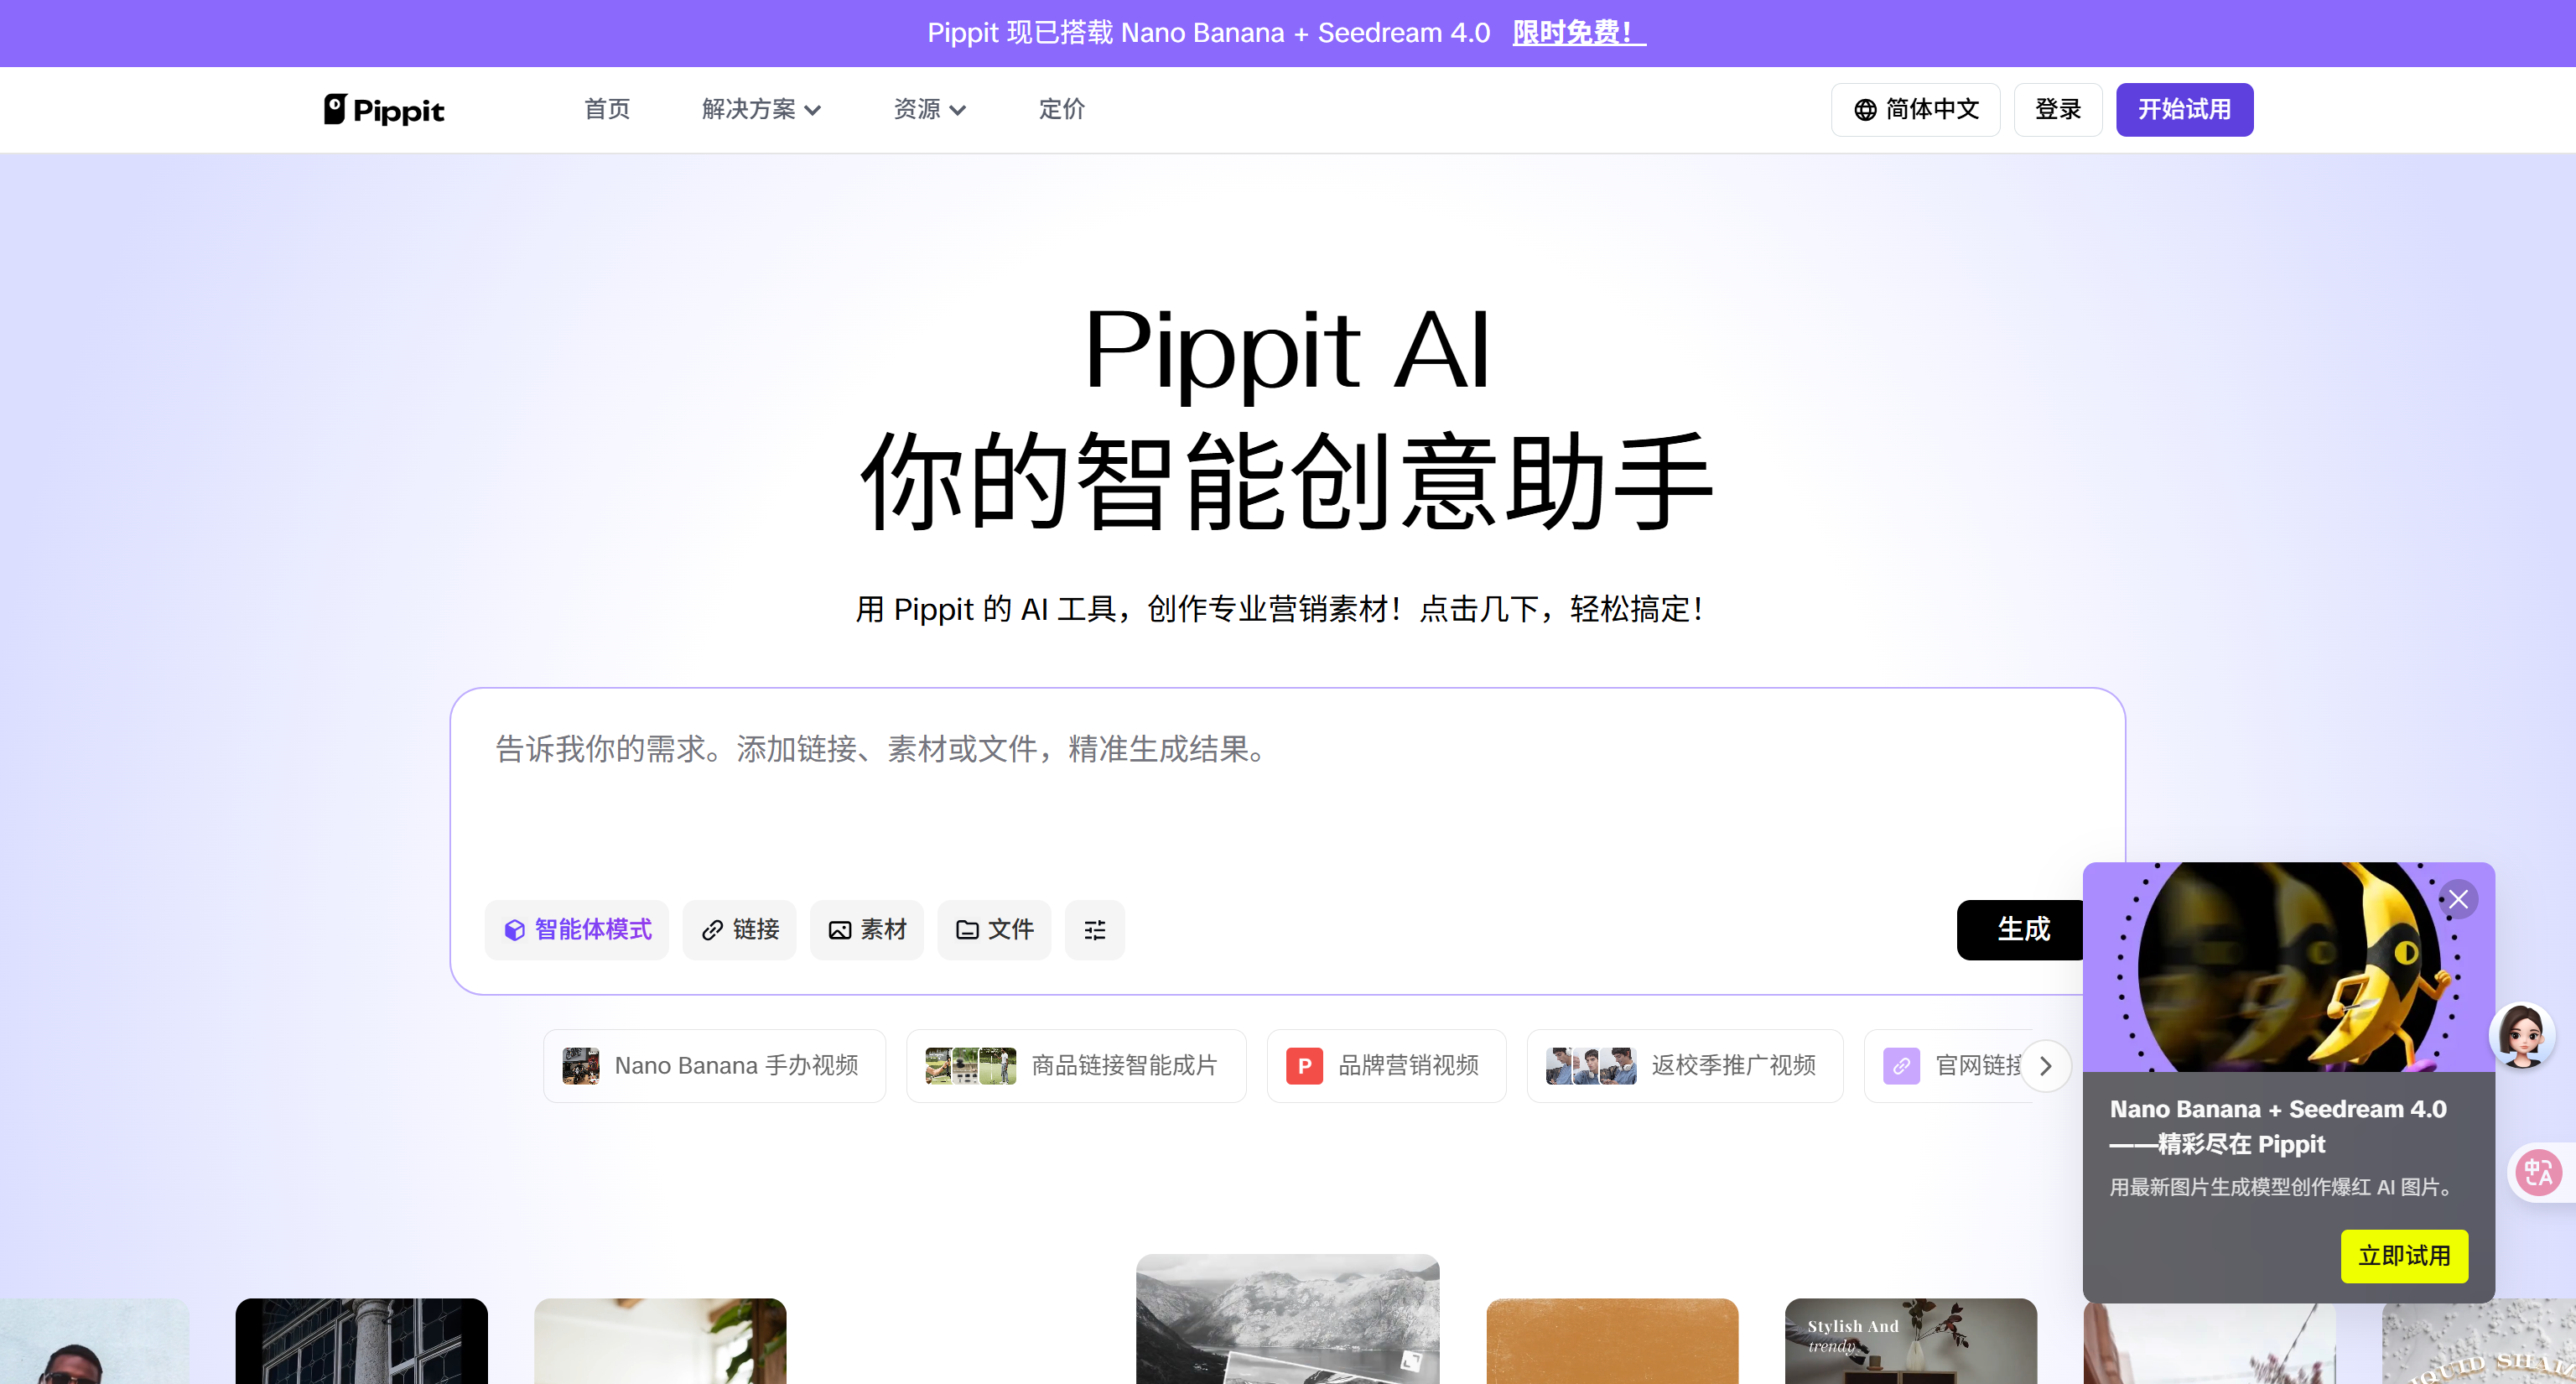 Pippit 现已搭载 Nano Banana + Seedream 4.0 限时免费！
Pippit
首页
解决方案
资源
定价
简体中文
登录
开始试用
Pippit AI
你的智能创意助手
用 Pippit 的 AI 工具，创作专业营销素材！点击几下，轻松搞定！
告诉我你的需求。添加链接、素材或文件，精准生成结果。
智能体模式
链接
素材
文件
生成
Nano Banana 手办视频
商品链接智能成片
P
品牌营销视频
返校季推广视频
官网链接
Nano Banana + Seedream 4.0
——精彩尽在 Pippit
用最新图片生成模型创作爆红 AI 图片。
立即试用
中A
Stylish And
trendy